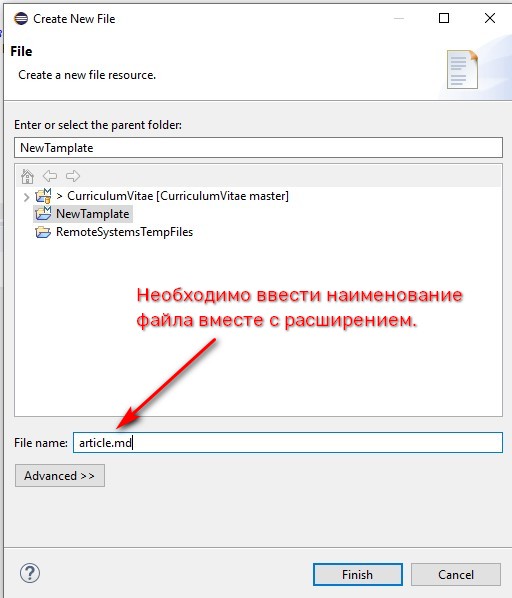 Create New File
File
Create a new file resource.
Enter or select the parent folder:
NewTamplate
> CurriculumVitae [CurriculumVitae master]
NewTamplate
RemoteSystemsTempFiles
Необходимо ввести наименование
файла вместе с расширением.
File name: article.md
Advanced >>
Finish Cancel